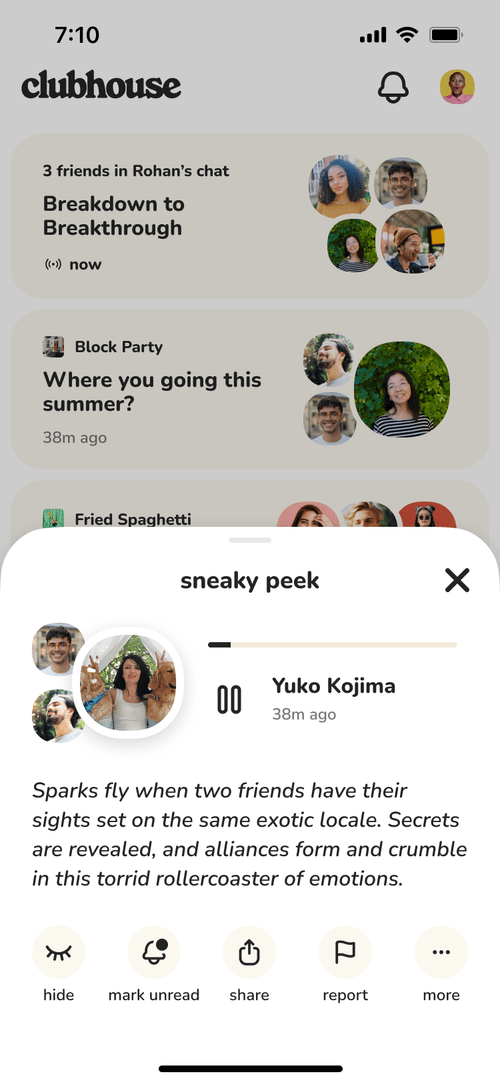 7:10
clubhouse
3 friends in Rohan's chat
Breakdown to
Breakthrough
now
Block Party
Where you going this
summer?
38m ago
Fried Spaghetti
sneaky peek
Yuko Kojima
38m ago
Sparks fly when two friends have their
sights set on the same exotic locale. Secrets
are revealed, and alliances form and crumble
in this torrid rollercoaster of emotions.
hide
mark unread
share
report
more